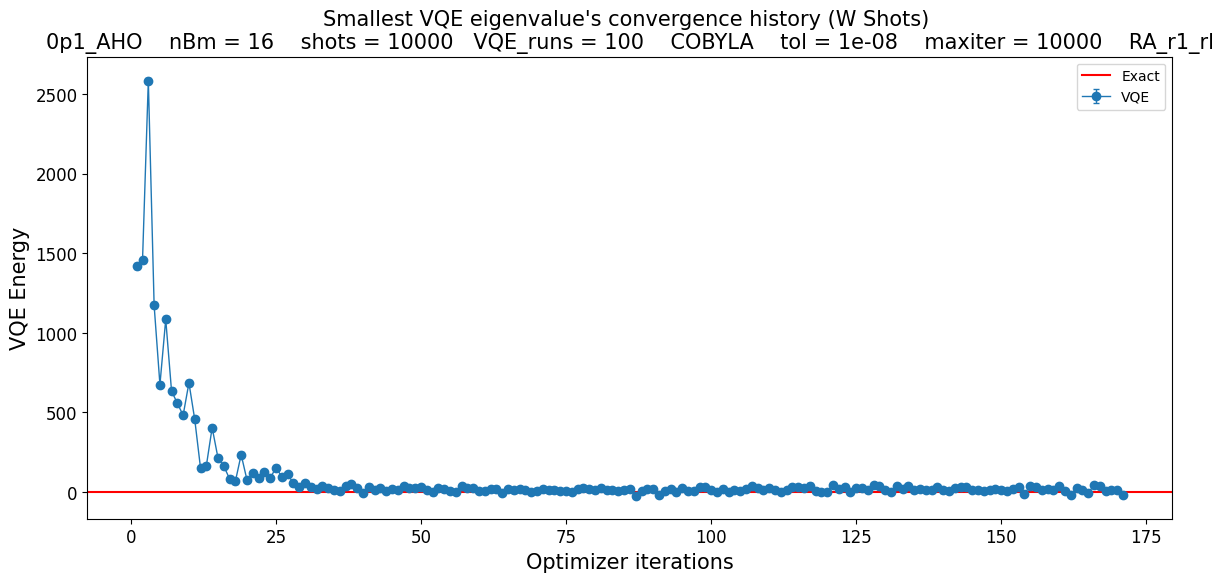 Smallest VQE eigenvalue's convergence history (W Shots)
0p1_AHO nBm = 16 shots = 10000 VQE_runs = 100 COBYLA tol = 1e-08 maxiter = 10000
Exact
VQE
VQE Energy
2500
2000
1500
1000
500
0
0 25 50 75 100 125 150 175
Optimizer iterations